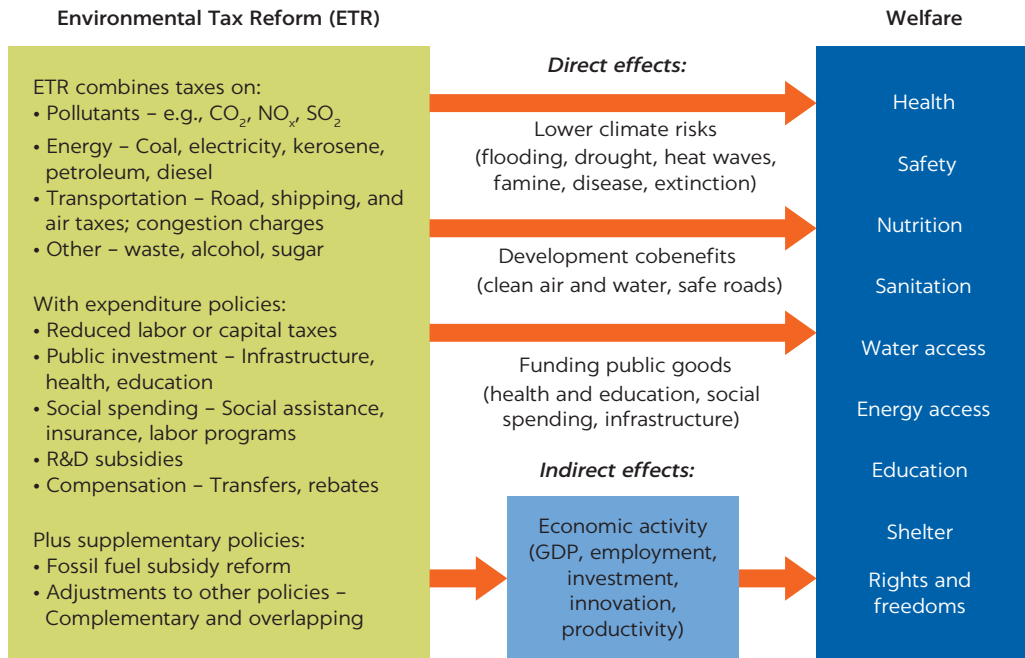 Environmental Tax Reform (ETR)
ETR combines taxes on:
• Pollutants – e.g., CO₂, NOₓ, SO₂
• Energy – Coal, electricity, kerosene,
petroleum, diesel
• Transportation – Road, shipping, and
air taxes; congestion charges
• Other – waste, alcohol, sugar
With expenditure policies:
• Reduced labor or capital taxes
• Public investment – Infrastructure,
health, education
• Social spending – Social assistance,
insurance, labor programs
• R&D subsidies
• Compensation – Transfers, rebates
Plus supplementary policies:
• Fossil fuel subsidy reform
• Adjustments to other policies –
Complementary and overlapping
Direct effects:
Lower climate risks
(flooding, drought, heat waves,
famine, disease, extinction)
Development cobenefits
(clean air and water, safe roads)
Funding public goods
(health and education, social
spending, infrastructure)
Indirect effects:
Economic activity
(GDP, employment,
investment,
innovation,
productivity)
Welfare
Health
Safety
Nutrition
Sanitation
Water access
Energy access
Education
Shelter
Rights and
freedoms